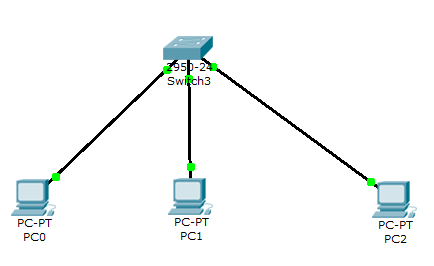 2950-24
Switch3
PC-PT
PC0
PC-PT
PC1
PC-PT
PC2